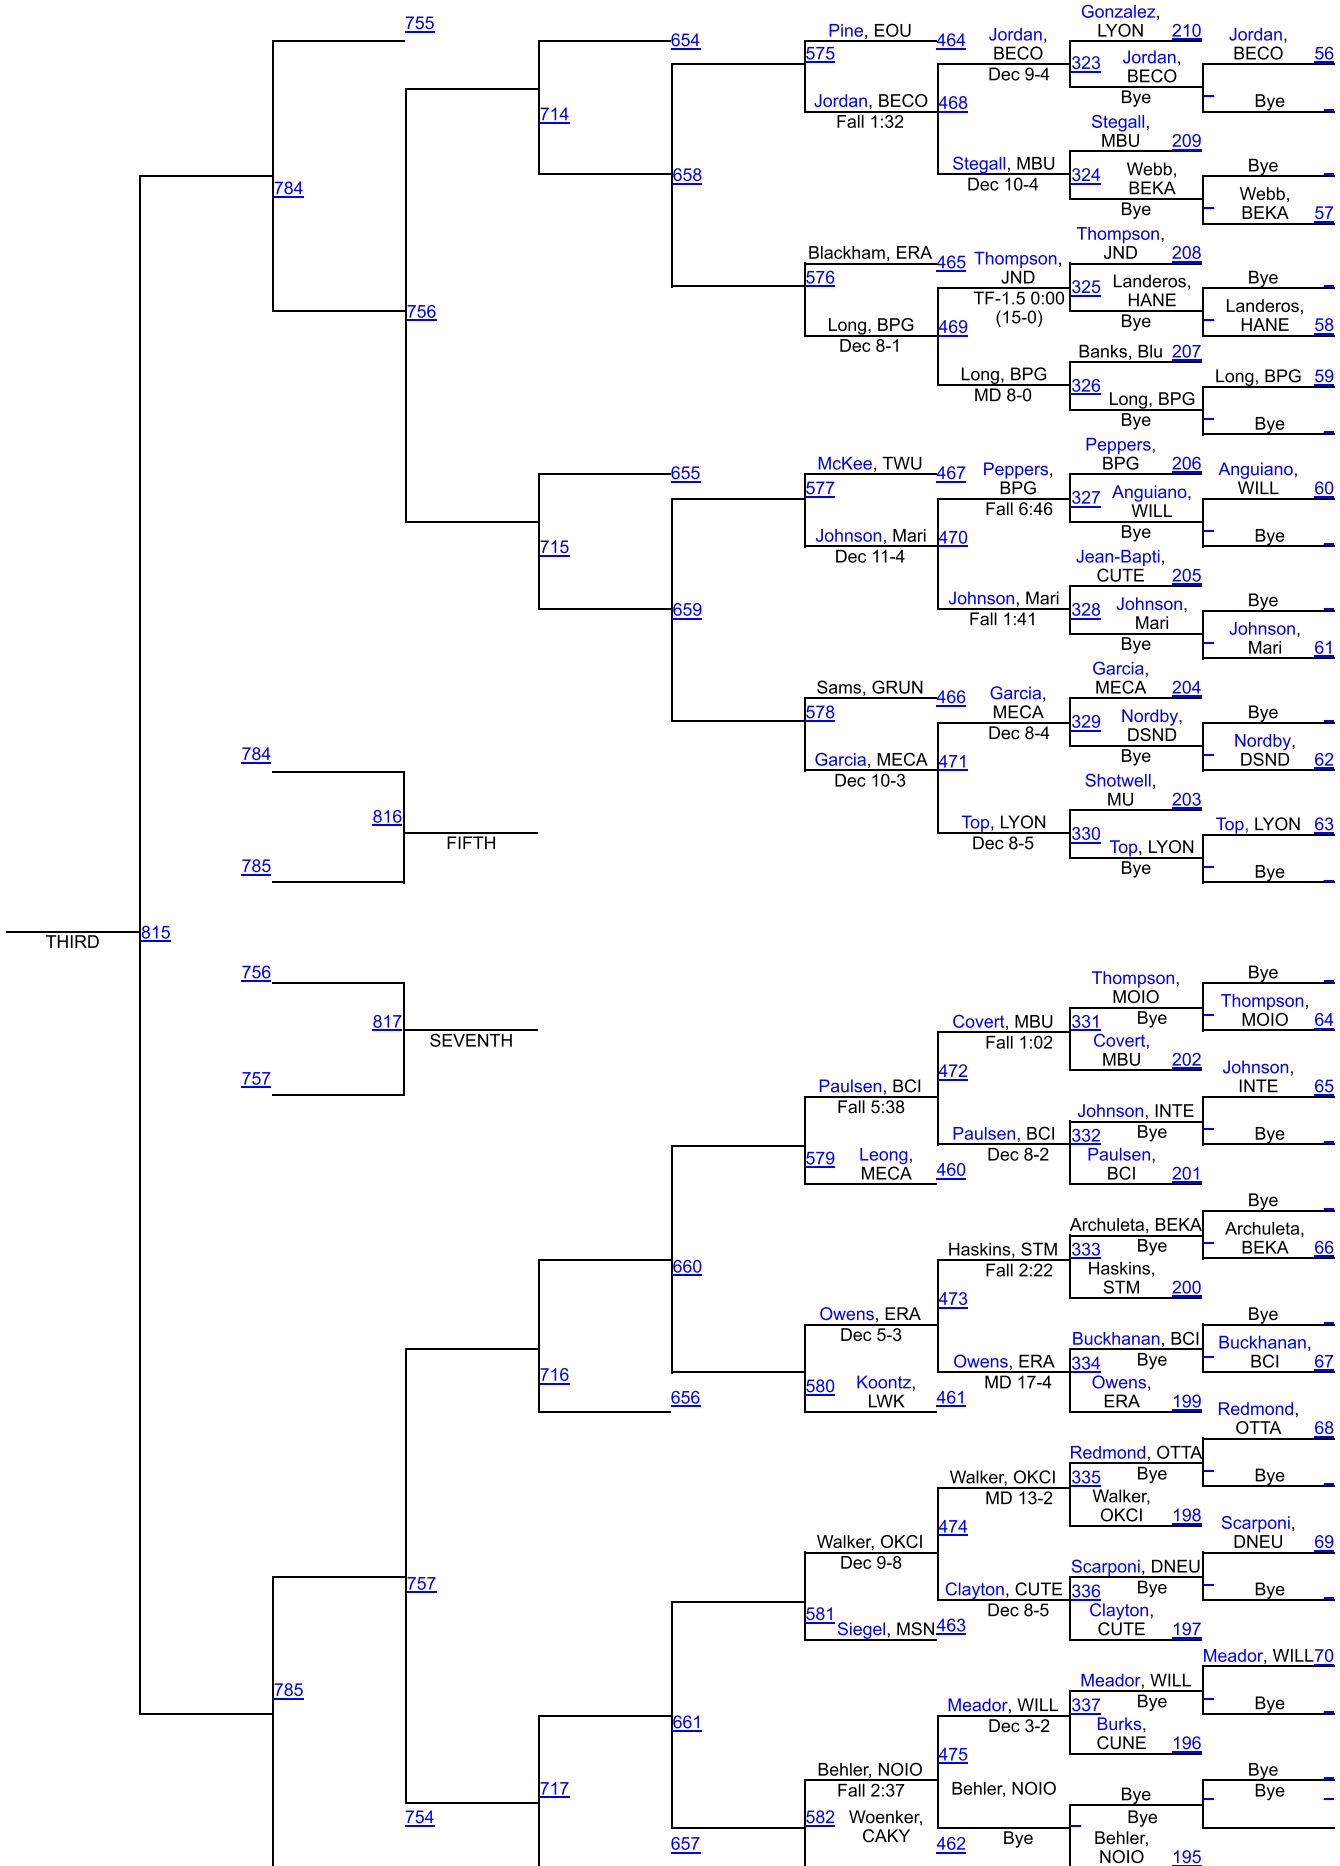 755
784
756
714
715
654
658
655
659
Pine, EOU
575
Jordan, BECO
Fall 1:32
464
468
Jordan,
BECO
Dec 9-4
Stegall, MBU
Dec 10-4
Gonzalez,
LYON 210
323 Jordan,
BECO
Bye
Stegall,
MBU 209
324 Webb,
BEKA
Bye
Jordan,
BECO 56
Bye
Bye
Webb,
BEKA 57
Blackham, ERA
576
Long, BPG
Dec 8-1
465
469
Thompson,
JND
TF-1.5 0:00
(15-0)
Long, BPG
MD 8-0
Thompson,
JND 208
325 Landeros,
HANE
Bye
Banks, Blu 207
326
Long, BPG
Bye
Bye
Landeros,
HANE 58
Long, BPG 59
Bye
McKee, TWU
577
Johnson, Mari
Dec 11-4
467
470
Peppers,
BPG
Fall 6:46
Johnson, Mari
Fall 1:41
Peppers,
BPG 206
327 Anguiano,
WILL
Bye
Jean-Bapti,
CUTE 205
328 Johnson,
Mari
Bye
Anguiano,
WILL 60
Bye
Bye
Johnson,
Mari 61
Sams, GRUN
578
Garcia, MECA
Dec 10-3
466
471
Garcia,
MECA
Dec 8-4
Top, LYON
Dec 8-5
Garcia,
MECA 204
329 Nordby,
DSND
Bye
Shotwell,
MU 203
330
Top, LYON
Bye
Bye
Nordby,
DSND 62
Top, LYON 63
Bye
784
816
785
FIFTH
815
THIRD
756
817
757
SEVENTH
785
757
754
716
717
660
656
661
657
Paulsen, BCI
Fall 5:38
579 Leong,
MECA
472
460
Covert, MBU
Fall 1:02
Paulsen, BCI
Dec 8-2
Thompson,
MOIO
331 Bye
Covert,
MBU 202
Johnson, INTE
332 Bye
Paulsen,
BCI 201
Bye
Thompson,
MOIO 64
Johnson,
INTE 65
Bye
Owens, ERA
Dec 5-3
580 Koontz,
LWK
473
461
Haskins, STM
Fall 2:22
Owens, ERA
MD 17-4
Archuleta, BEKA
333 Bye
Haskins,
STM 200
Buckhanan, BCI
334 Bye
Owens,
ERA 199
Bye
Archuleta,
BEKA 66
Bye
Buckhanan,
BCI 67
Walker, OKCI
Dec 9-8
581
Siegel, MSN
474
463
Walker, OKCI
MD 13-2
Clayton, CUTE
Dec 8-5
Redmond, OTTA
335 Bye
Walker,
OKCI 198
Scarponi, DNEU
336 Bye
Clayton,
CUTE 197
Redmond,
OTTA 68
Bye
Scarponi,
DNEU 69
Bye
Behler, NOIO
Fall 2:37
582 Woenker,
CAKY
475
462
Meador, WILL
Dec 3-2
Behler, NOIO
Bye
Meador, WILL
337 Bye
Burks,
CUNE 196
Bye
Bye
Behler,
NOIO 195
Meador, WILL 70
Bye
Bye
Bye